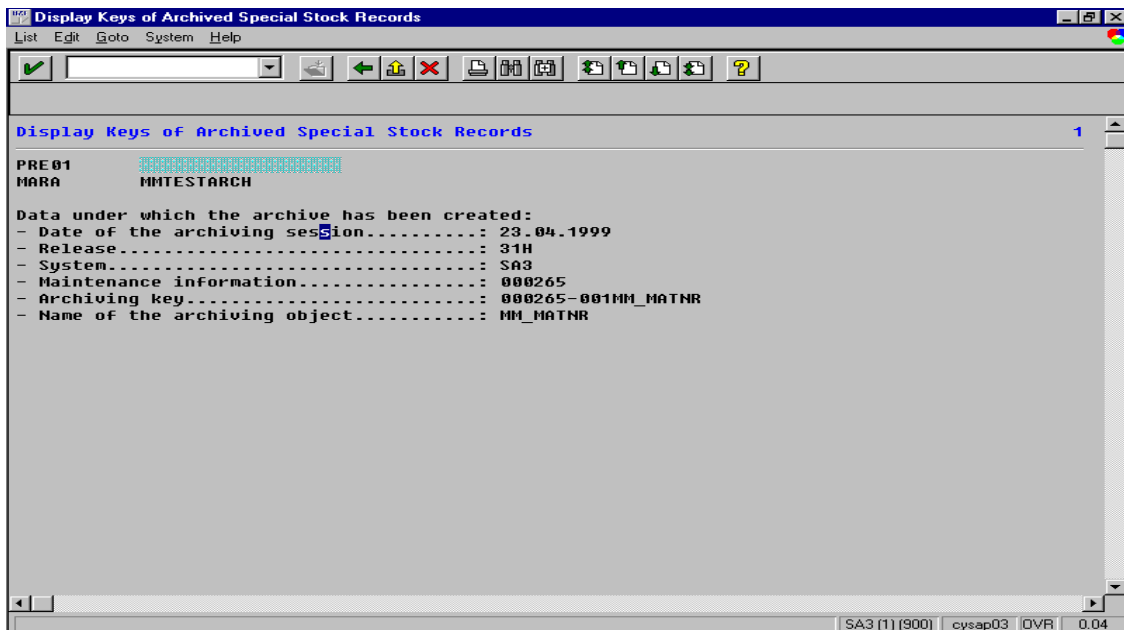 Display Keys of Archived Special Stock Records
List Edit Goto System Help
Display Keys of Archived Special Stock Records 1
PRE01
MARA MMTESTARCH
Data under which the archive has been created:
- Date of the archiving session..........: 23.04.1999
- Release................................: 31H
- System.................................: SA3
- Maintenance information................: 000265
- Archiving key..........................: 000265-001MM_MATNR
- Name of the archiving object...........: MM_MATNR
SA3 (1) (900) cysap03 OVR 0.04